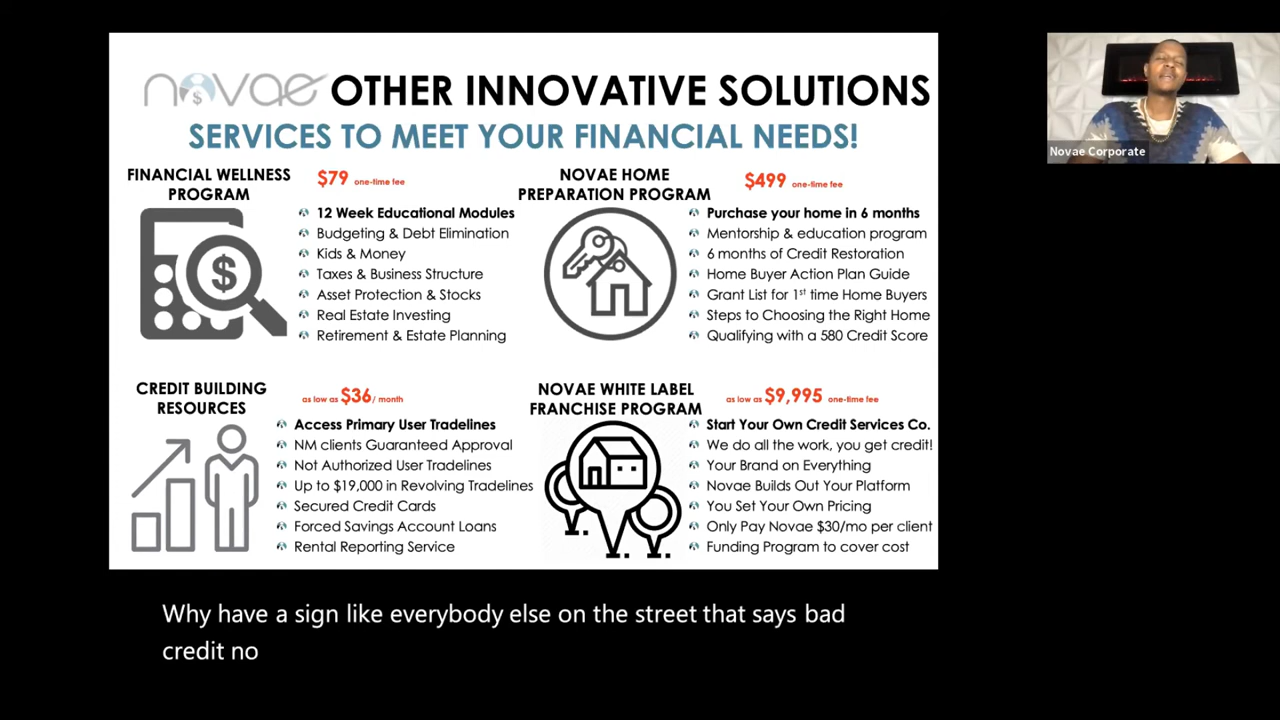 novae OTHER INNOVATIVE SOLUTIONS
SERVICES TO MEET YOUR FINANCIAL NEEDS!
FINANCIAL WELLNESS
PROGRAM
$79 one-time fee
12 Week Educational Modules
Budgeting & Debt Elimination
Kids & Money
Taxes & Business Structure
Asset Protection & Stocks
Real Estate Investing
Retirement & Estate Planning
NOVAE HOME
PREPARATION PROGRAM
$499 one-time fee
Purchase your home in 6 months
Mentorship & education program
6 months of Credit Restoration
Home Buyer Action Plan Guide
Grant List for 1st time Home Buyers
Steps to Choosing the Right Home
Qualifying with a 580 Credit Score
CREDIT BUILDING
RESOURCES
as low as $36/ month
Access Primary User Tradelines
NM clients Guaranteed Approval
Not Authorized User Tradelines
Up to $19,000 in Revolving Tradelines
Secured Credit Cards
Forced Savings Account Loans
Rental Reporting Service
NOVAE WHITE LABEL
FRANCHISE PROGRAM
as low as $9,995 one-time fee
Start Your Own Credit Services Co.
We do all the work, you get credit!
Your Brand on Everything
Novae Builds Out Your Platform
You Set Your Own Pricing
Only Pay Novae $30/mo per client
Funding Program to cover cost
Novae Corporate
Why have a sign like everybody else on the street that says bad
credit no